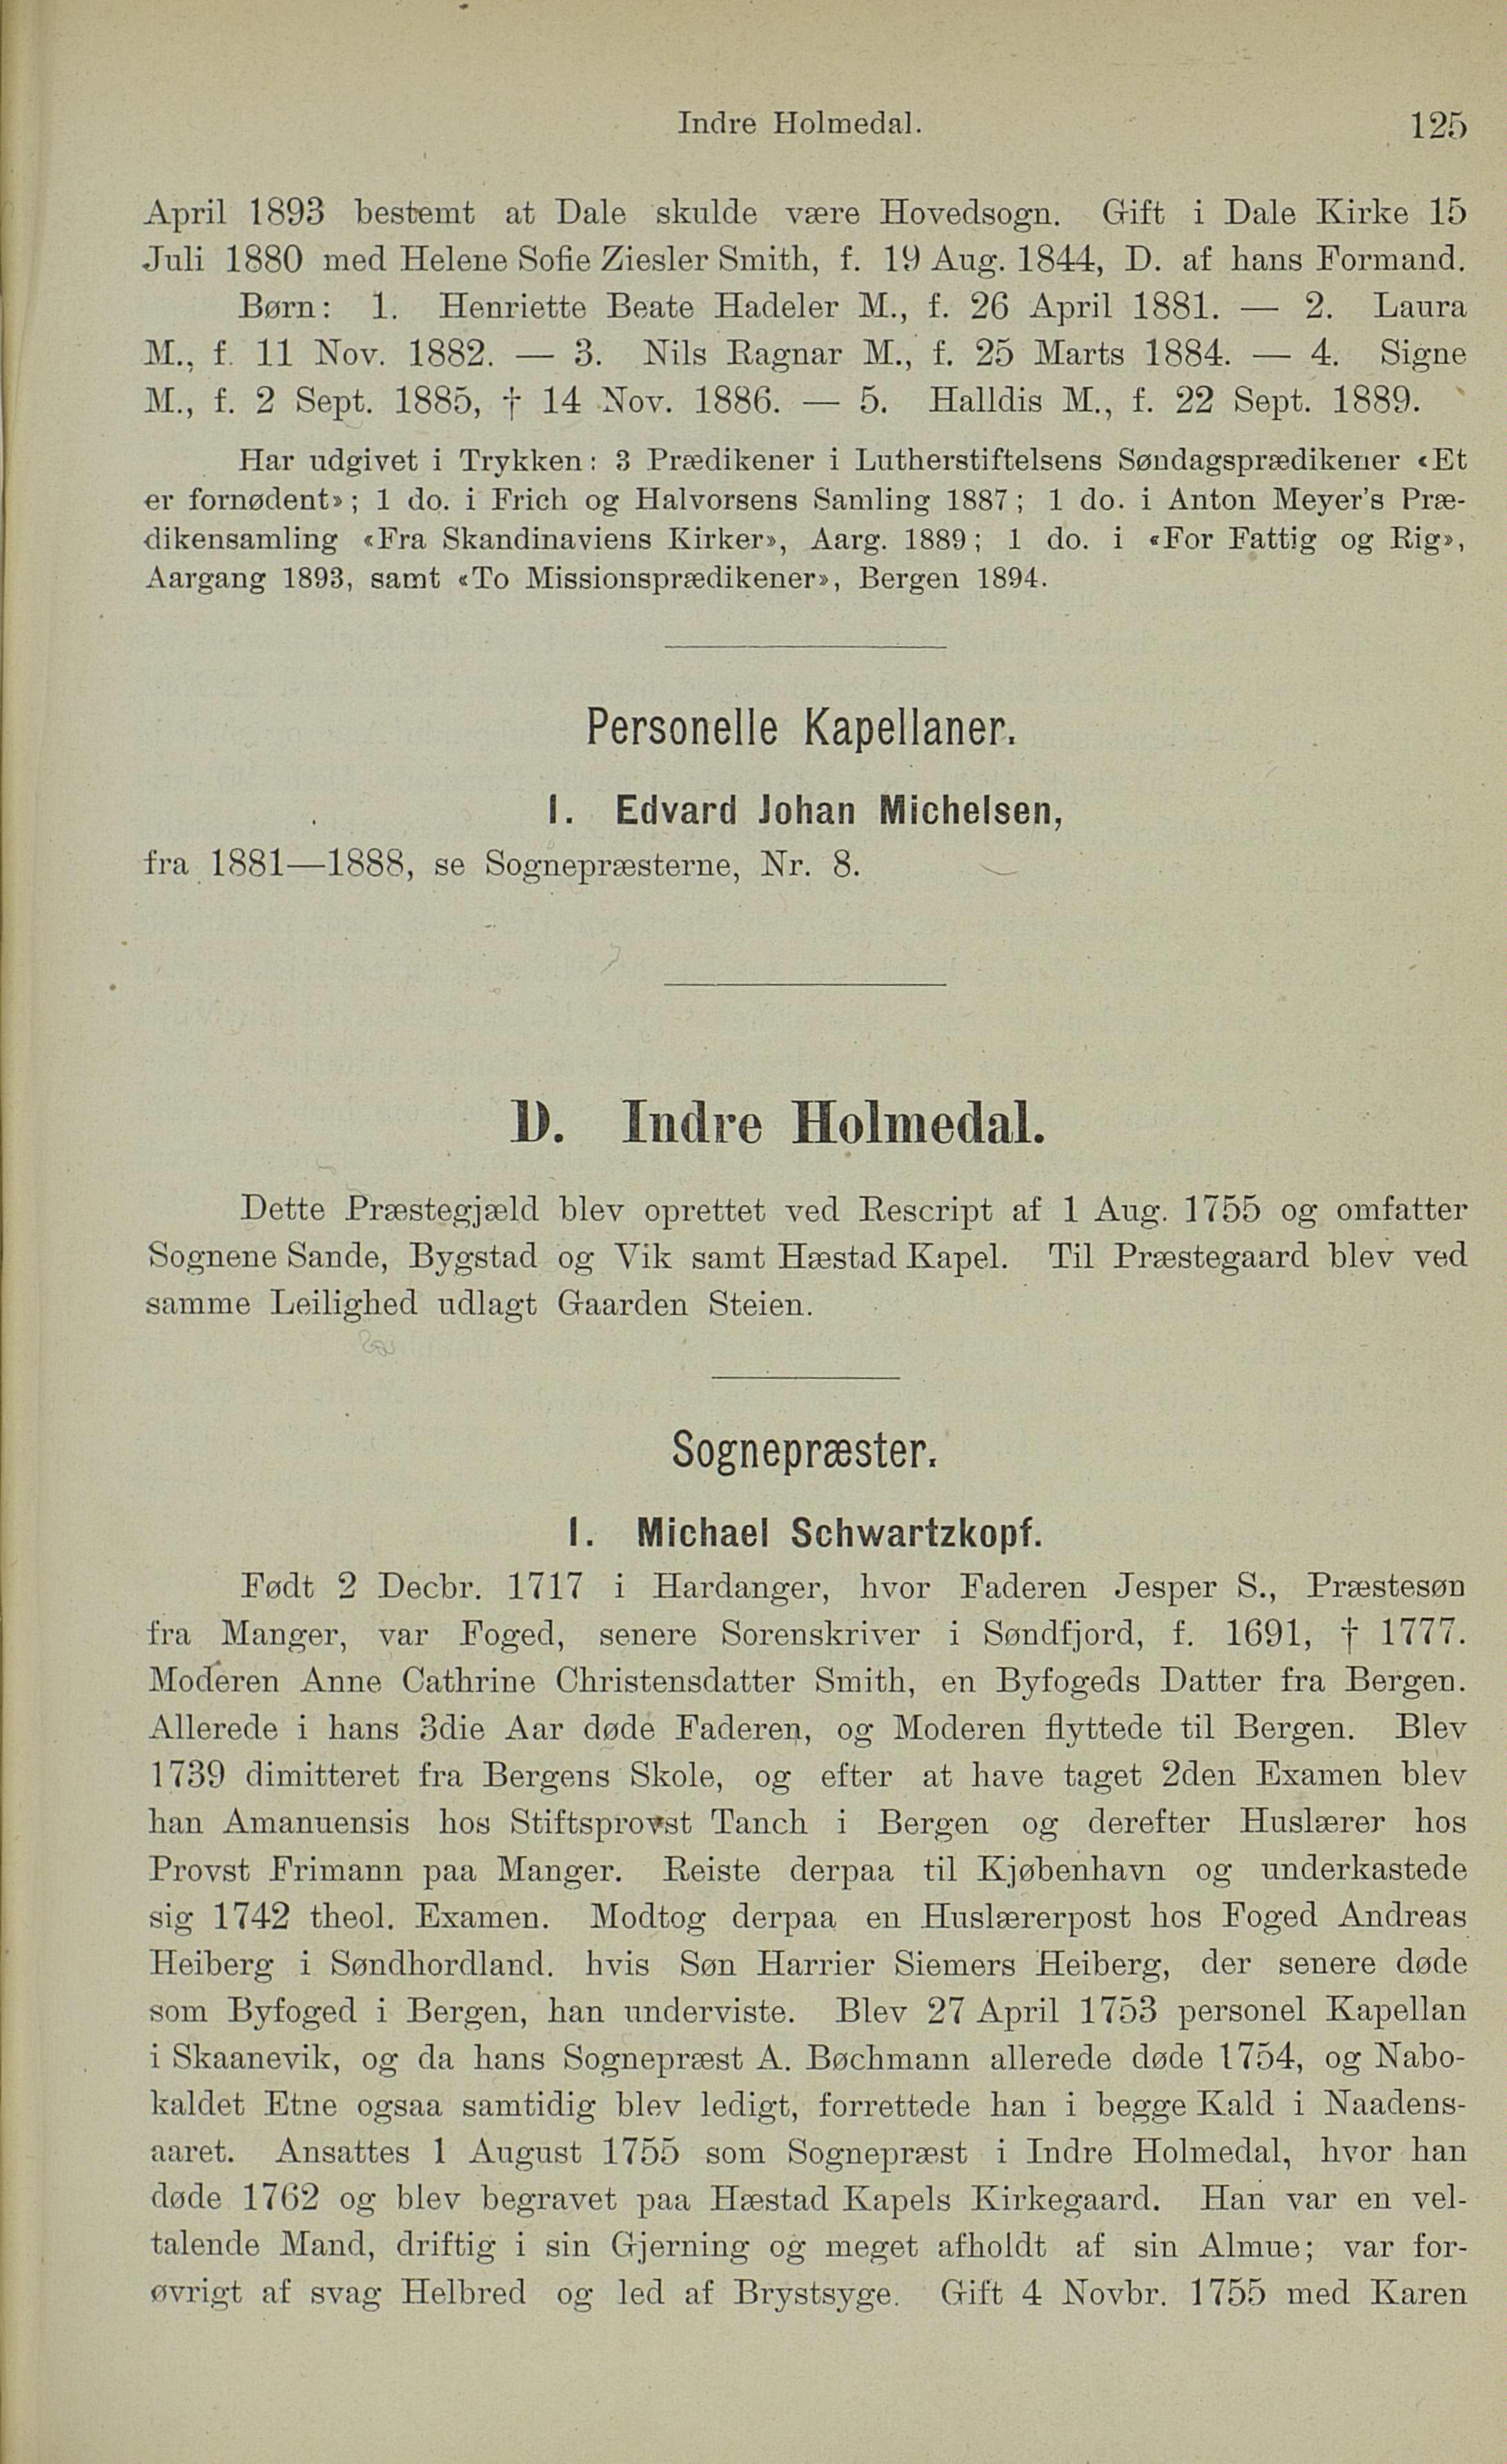 Indre Holmedal. 125
April 1893 bestemt at Dale skulde være Hovedsogn. Gift i Dale Kirke 15
Juli 1880 med Helene Sofie Ziesler Smith, f. 19 Aug. 1844, D. af hans Formand.
Børn: 1. Henriette Beate Hadeler M., f. 26 April 1881. — 2. Laura
M., f. 11 Nov. 1882. — 3. Nils Ragnar M., f. 25 Marts 1884. — 4. Signe
M., f. 2 Sept. 1885, † 14 Nov. 1886. — 5. Halldis M., f. 22 Sept. 1889.
Har udgivet i Trykken: 3 Prædikener i Lutherstiftelsens Søndagsprædikener «Et
er fornødent»; 1 do. i Frich og Halvorsens Samling 1887; 1 do. i Anton Meyer's Præ-
dikensamling «Fra Skandinaviens Kirker», Aarg. 1889; 1 do. i «For Fattig og Rig»,
Aargang 1893, samt «To Missionsprædikener», Bergen 1894.
Personelle Kapellaner.
1. Edvard Johan Michelsen,
fra 1881—1888, se Sognepræsterne, Nr. 8.
D. Indre Holmedal.
Dette Præstegjæld blev oprettet ved Rescript af 1 Aug. 1755 og omfatter
Sognene Sande, Bygstad og Vik samt Hæstad Kapel. Til Præstegaard blev ved
samme Leilighed udlagt Gaarden Steien.
Sognepræster.
1. Michael Schwartzkopf.
Født 2 Decbr. 1717 i Hardanger, hvor Faderen Jesper S., Præstesøn
fra Manger, var Foged, senere Sorenskriver i Søndfjord, f. 1691, † 1777.
Moderen Anne Cathrine Christensdatter Smith, en Byfogeds Datter fra Bergen.
Allerede i hans 3die Aar døde Faderen, og Moderen flyttede til Bergen. Blev
1739 dimitteret fra Bergens Skole, og efter at have taget 2den Examen blev
han Amanuensis hos Stiftsprovst Tanch i Bergen og derefter Huslærer hos
Provst Frimann paa Manger. Reiste derpaa til Kjøbenhavn og underkastede
sig 1742 theol. Examen. Modtog derpaa en Huslærerpost hos Foged Andreas
Heiberg i Søndhordland. hvis Søn Harrier Siemers Heiberg, der senere døde
som Byfoged i Bergen, han underviste. Blev 27 April 1753 personel Kapellan
i Skaanevik, og da hans Sognepræst A. Bøchmann allerede døde 1754, og Nabo-
kaldet Etne ogsaa samtidig blev ledigt, forrettede han i begge Kald i Naadens-
aaret. Ansattes 1 August 1755 som Sognepræst i Indre Holmedal, hvor han
døde 1762 og blev begravet paa Hæstad Kapels Kirkegaard. Han var en vel-
talende Mand, driftig i sin Gjerning og meget afholdt af sin Almue; var for-
øvrigt af svag Helbred og led af Brystsyge. Gift 4 Novbr. 1755 med Karen